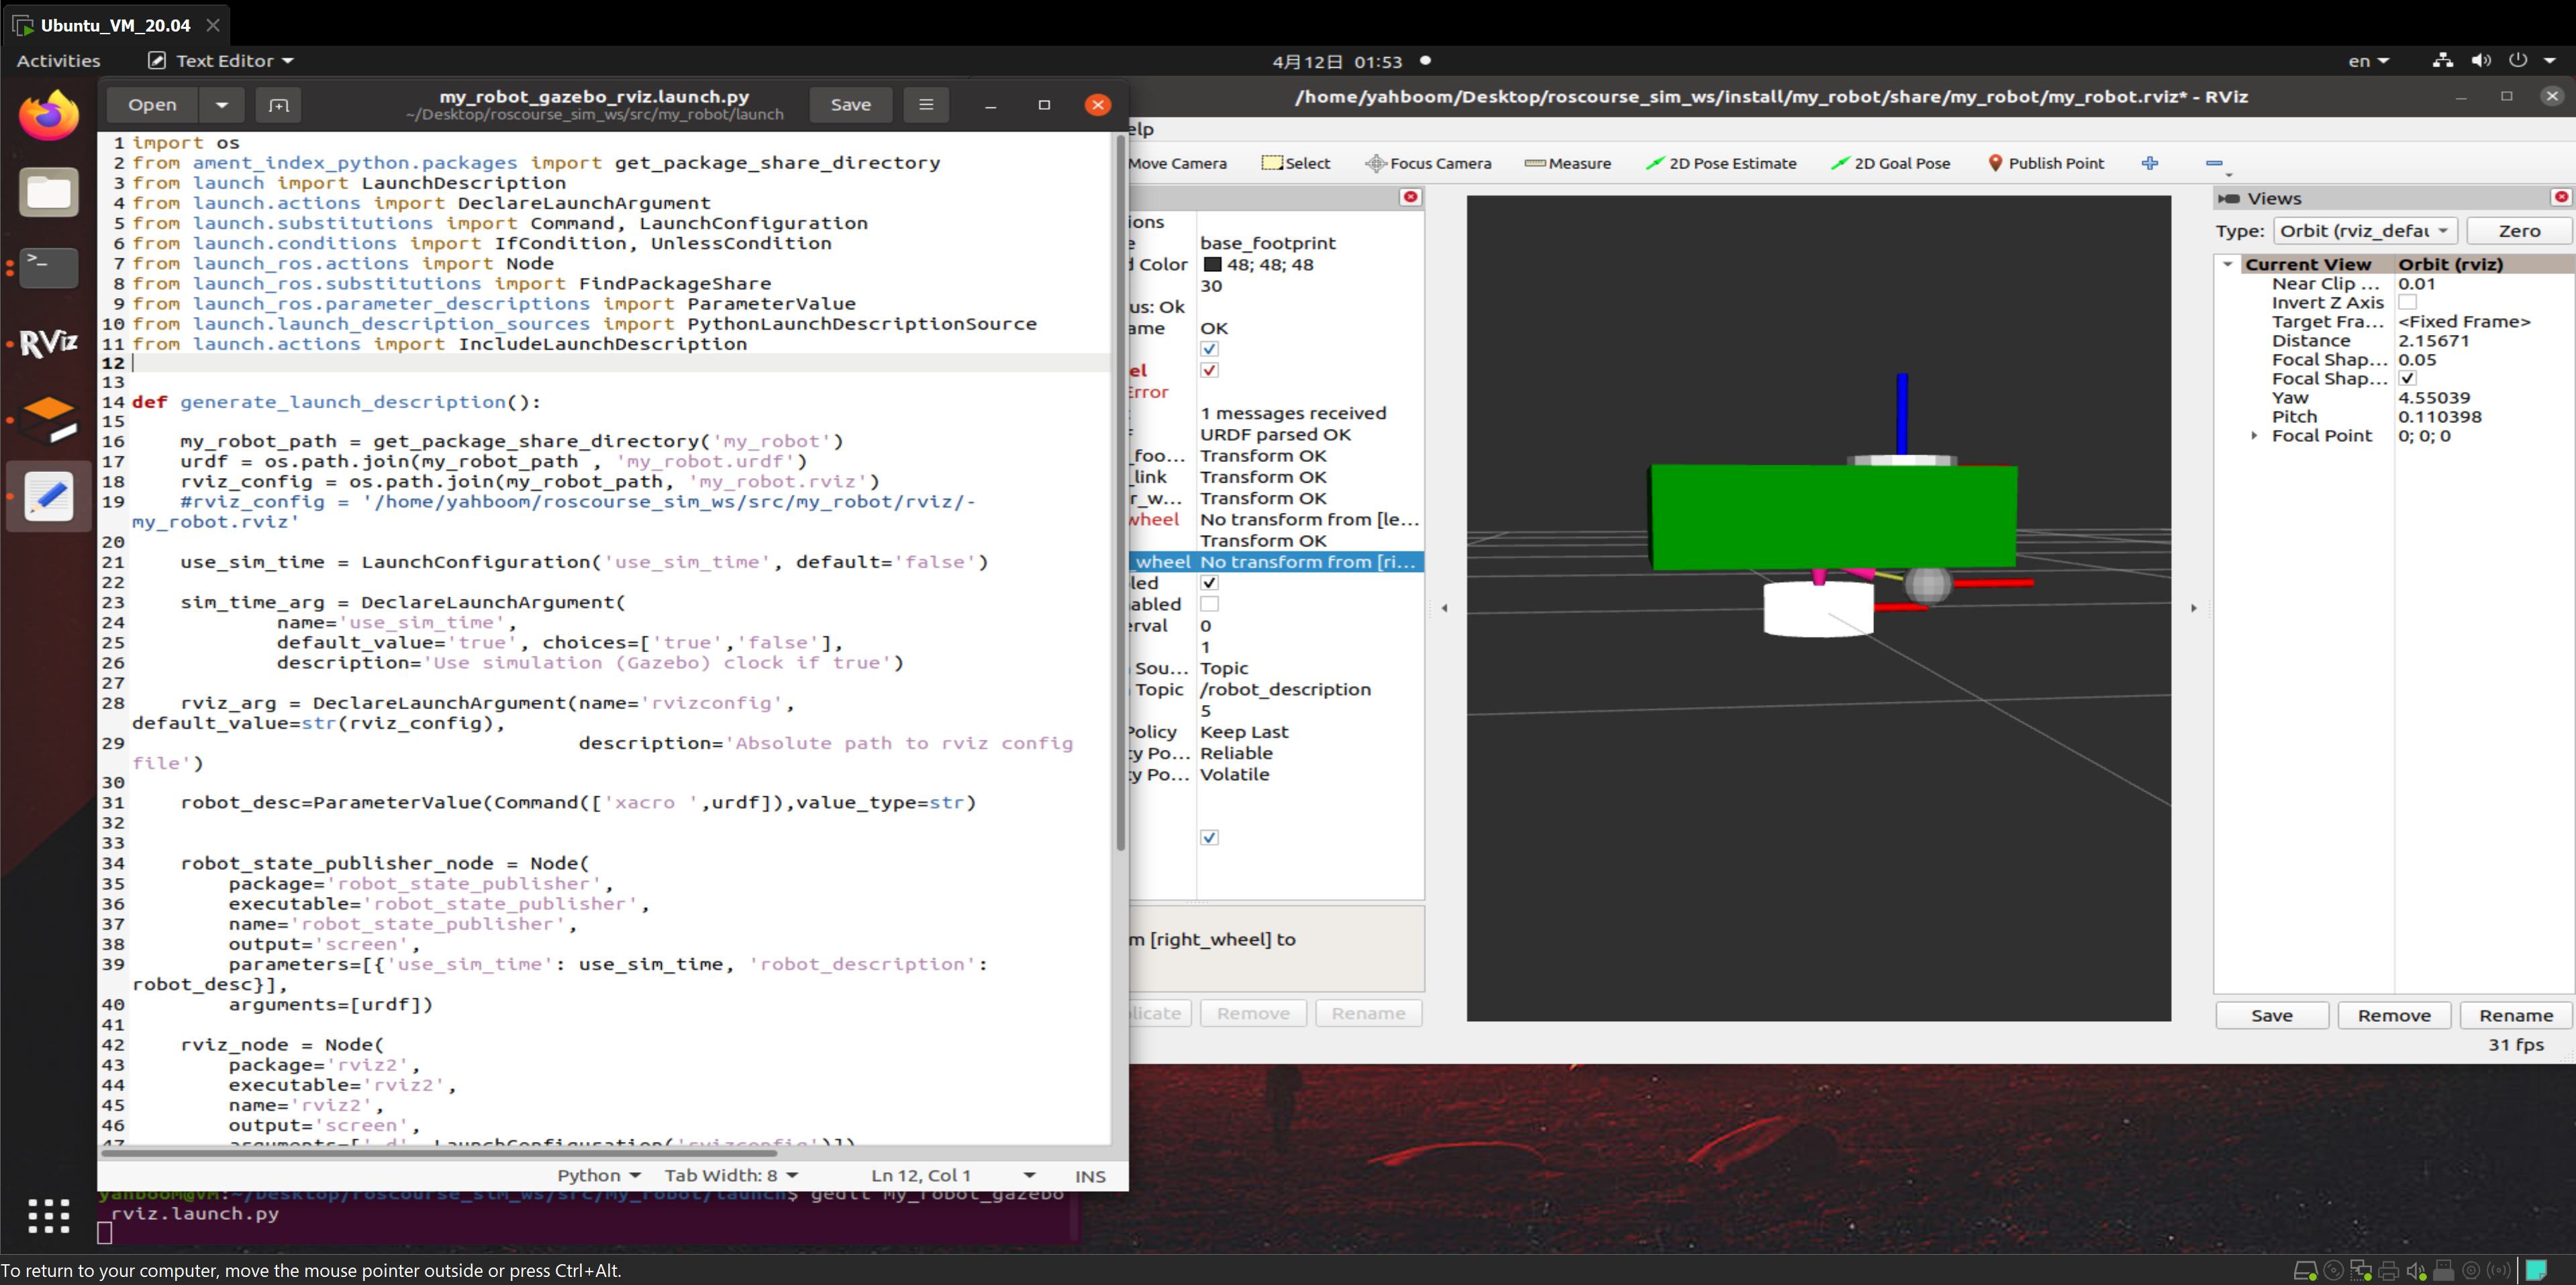 Ubuntu_VM_20.04
Activities
Text Editor
4月12日 01:53
en
Open
my_robot_gazebo_rviz.launch.py
~/Desktop/roscourse_sim_ws/src/my_robot/launch
Save
1 import os
2 from ament_index_python.packages import get_package_share_directory
3 from launch import LaunchDescription
4 from launch.actions import DeclareLaunchArgument
5 from launch.substitutions import Command, LaunchConfiguration
6 from launch.conditions import IfCondition, UnlessCondition
7 from launch_ros.actions import Node
8 from launch_ros.substitutions import FindPackageShare
9 from launch_ros.parameter_descriptions import ParameterValue
10 from launch.launch_description_sources import PythonLaunchDescriptionSource
11 from launch.actions import IncludeLaunchDescription
12
13
14 def generate_launch_description():
15
16 my_robot_path = get_package_share_directory('my_robot')
17 urdf = os.path.join(my_robot_path , 'my_robot.urdf')
18 rviz_config = os.path.join(my_robot_path, 'my_robot.rviz')
19 #rviz_config = '/home/yahboom/roscourse_sim_ws/src/my_robot/rviz/-
my_robot.rviz'
20
21 use_sim_time = LaunchConfiguration('use_sim_time', default='false')
22
23 sim_time_arg = DeclareLaunchArgument(
24 name='use_sim_time',
25 default_value='true', choices=['true','false'],
26 description='Use simulation (Gazebo) clock if true')
27
28 rviz_arg = DeclareLaunchArgument(name='rvizconfig',
default_value=str(rviz_config),
29 description='Absolute path to rviz config
file')
30
31 robot_desc=ParameterValue(Command(['xacro ',urdf]),value_type=str)
32
33
34 robot_state_publisher_node = Node(
35 package='robot_state_publisher',
36 executable='robot_state_publisher',
37 name='robot_state_publisher',
38 output='screen',
39 parameters=[{'use_sim_time': use_sim_time, 'robot_description':
robot_desc}],
40 arguments=[urdf])
41
42 rviz_node = Node(
43 package='rviz2',
44 executable='rviz2',
45 name='rviz2',
46 output='screen',
47 arguments=['-d', LaunchConfiguration('rvizconfig')])
Python
Tab Width: 8
Ln 12, Col 1
INS
yahboom@VM:~/Desktop/roscourse_sim_ws/src/my_robot/launch$ gedit my_robot_gazebo
_rviz.launch.py
RViz
/home/yahboom/Desktop/roscourse_sim_ws/install/my_robot/share/my_robot/my_robot.rviz* - RViz
elp
Move Camera
Select
Focus Camera
Measure
2D Pose Estimate
2D Goal Pose
Publish Point
ions
e base_footprint
d Color 48; 48; 48
30
us: Ok
ame OK
el
Error
1 messages received
URDF parsed OK
_foo... Transform OK
_link Transform OK
r_w... Transform OK
wheel No transform from [le...
Transform OK
_wheel No transform from [ri...
led
abled
erval 0
1
Sou... Topic
Topic /robot_description
5
Policy Keep Last
ty Po... Reliable
ty Po... Volatile
m [right_wheel] to
licate
Remove
Rename
Views
Type: Orbit (rviz_defau
Zero
Current View Orbit (rviz)
Near Clip ... 0.01
Invert Z Axis
Target Fra... <Fixed Frame>
Distance 2.15671
Focal Shap... 0.05
Focal Shap...
Yaw 4.55039
Pitch 0.110398
Focal Point 0; 0; 0
Save
Remove
Rename
31 fps
To return to your computer, move the mouse pointer outside or press Ctrl+Alt.